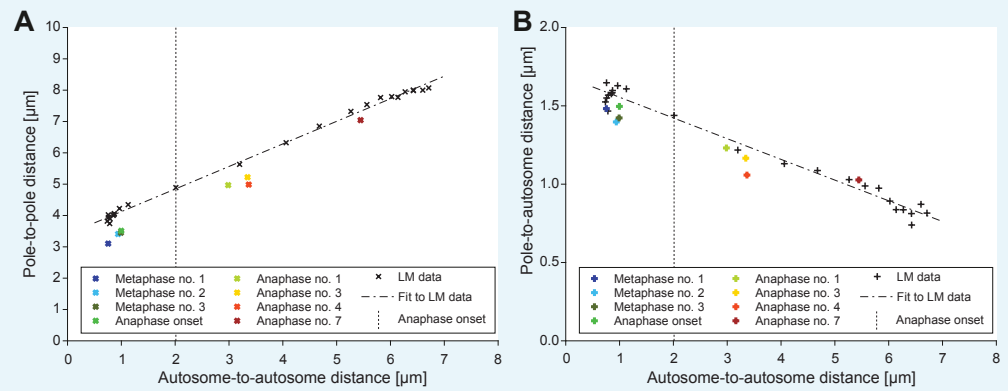 A
Pole-to-pole distance [µm]
10
9
8
7
6
5
4
3
2
1
0
Metaphase no. 1
Metaphase no. 2
Metaphase no. 3
Anaphase onset
Anaphase no. 1
Anaphase no. 3
Anaphase no. 4
Anaphase no. 7
LM data
Fit to LM data
Anaphase onset
0 1 2 3 4 5 6 7 8
Autosome-to-autosome distance [µm]
B
Pole-to-autosome distance [µm]
2.0
1.5
1.0
0.5
0.0
Metaphase no. 1
Metaphase no. 2
Metaphase no. 3
Anaphase onset
Anaphase no. 1
Anaphase no. 3
Anaphase no. 4
Anaphase no. 7
LM data
Fit to LM data
Anaphase onset
0 1 2 3 4 5 6 7 8
Autosome-to-autosome distance [µm]